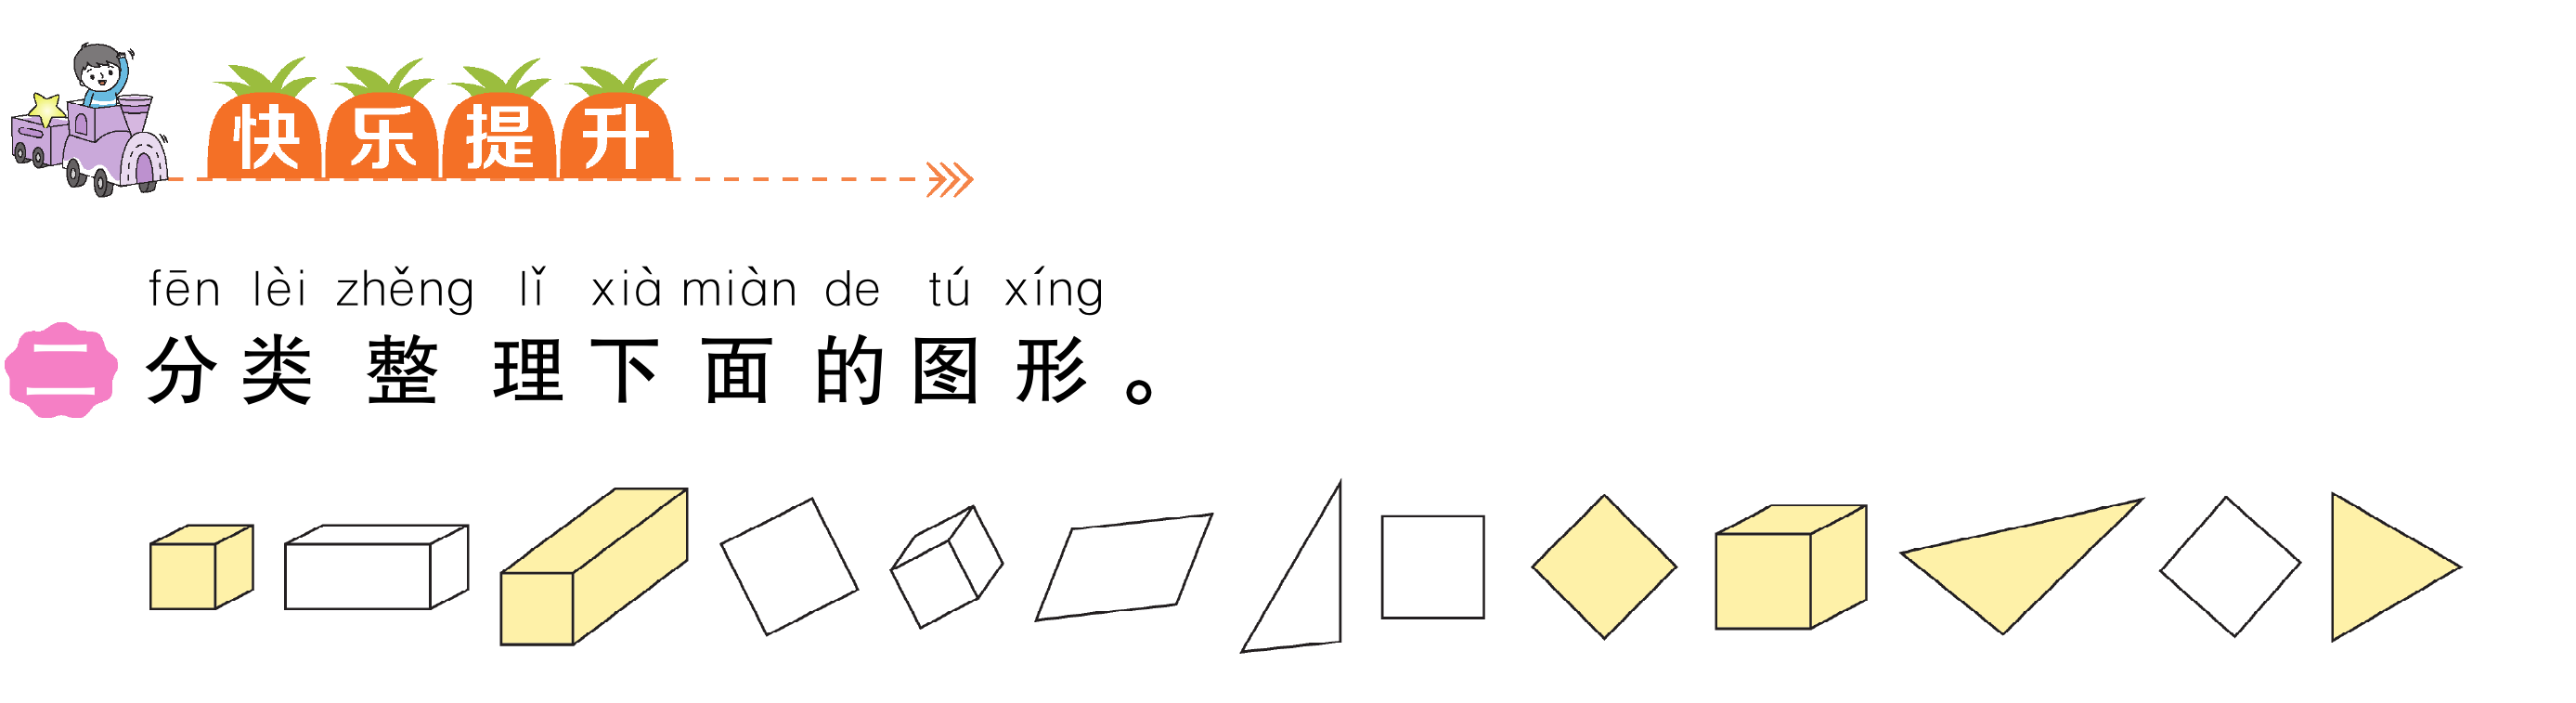 快乐提升
fēn lèi zhěng lǐ xià miàn de tú xíng
二 分类整理下面的图形。